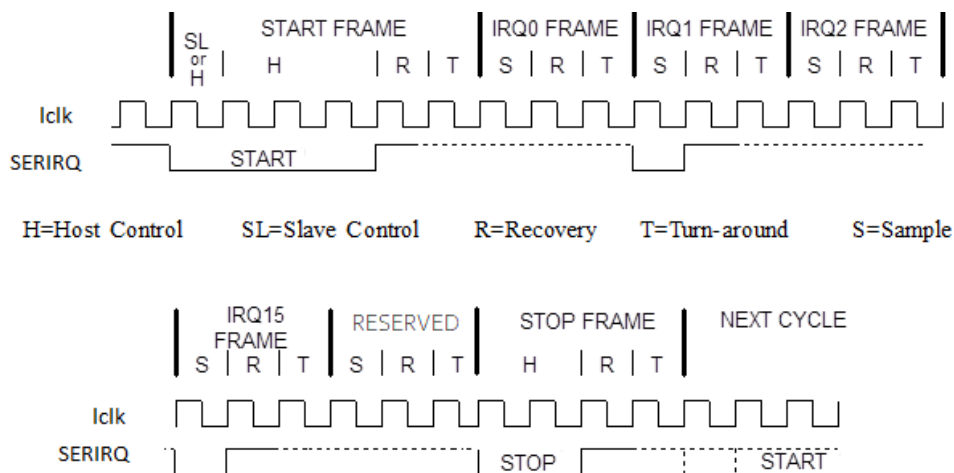 START FRAME IRQ0 FRAME IRQ1 FRAME IRQ2 FRAME
SL
or
H
H R T S R T S R T S R T
lclk
SERIRQ START
H=Host Control SL=Slave Control R=Recovery T=Turn-around S=Sample
IRQ15
FRAME
RESERVED STOP FRAME NEXT CYCLE
S R T S R T H R T
lclk
SERIRQ STOP START